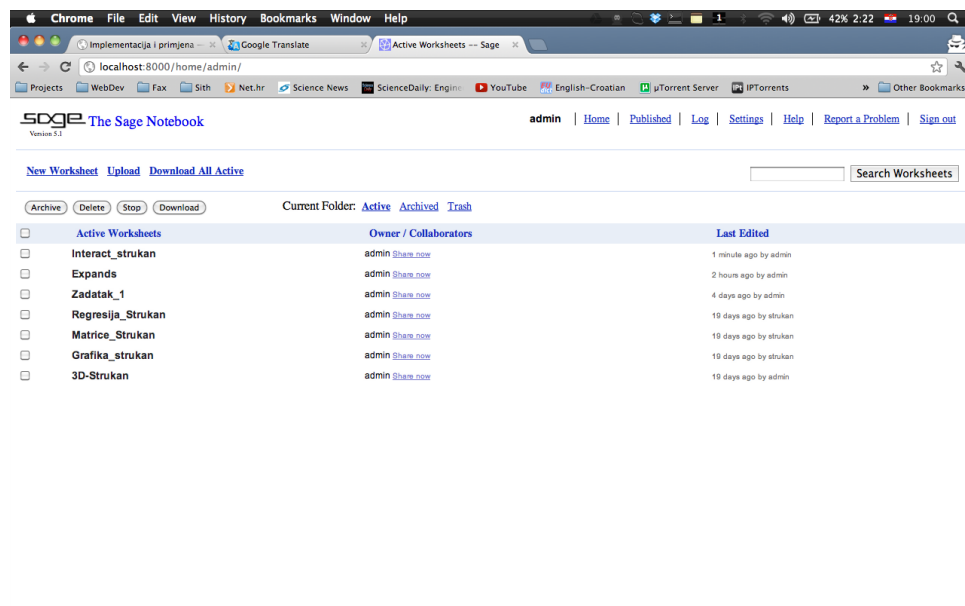 Chrome File Edit View History Bookmarks Window Help 1 42% 2:22 19:00
Implementacija i primjena – Google Translate Active Worksheets -- Sage
localhost:8000/home/admin/
Projects WebDev Fax Sith Net.hr Science News ScienceDaily: Engine YouTube English-Croatian µTorrent Server IPTorrents » Other Bookmarks
sage The Sage Notebook admin | Home | Published | Log | Settings | Help | Report a Problem | Sign out
Version 5.1
New Worksheet Upload Download All Active Search Worksheets
Archive Delete Stop Download Current Folder: Active Archived Trash
Active Worksheets Owner / Collaborators Last Edited
Interact_strukan admin Share now 1 minute ago by admin
Expands admin Share now 2 hours ago by admin
Zadatak_1 admin Share now 4 days ago by admin
Regresija_Strukan admin Share now 19 days ago by strukan
Matrice_Strukan admin Share now 19 days ago by strukan
Grafika_strukan admin Share now 19 days ago by strukan
3D-Strukan admin Share now 19 days ago by admin